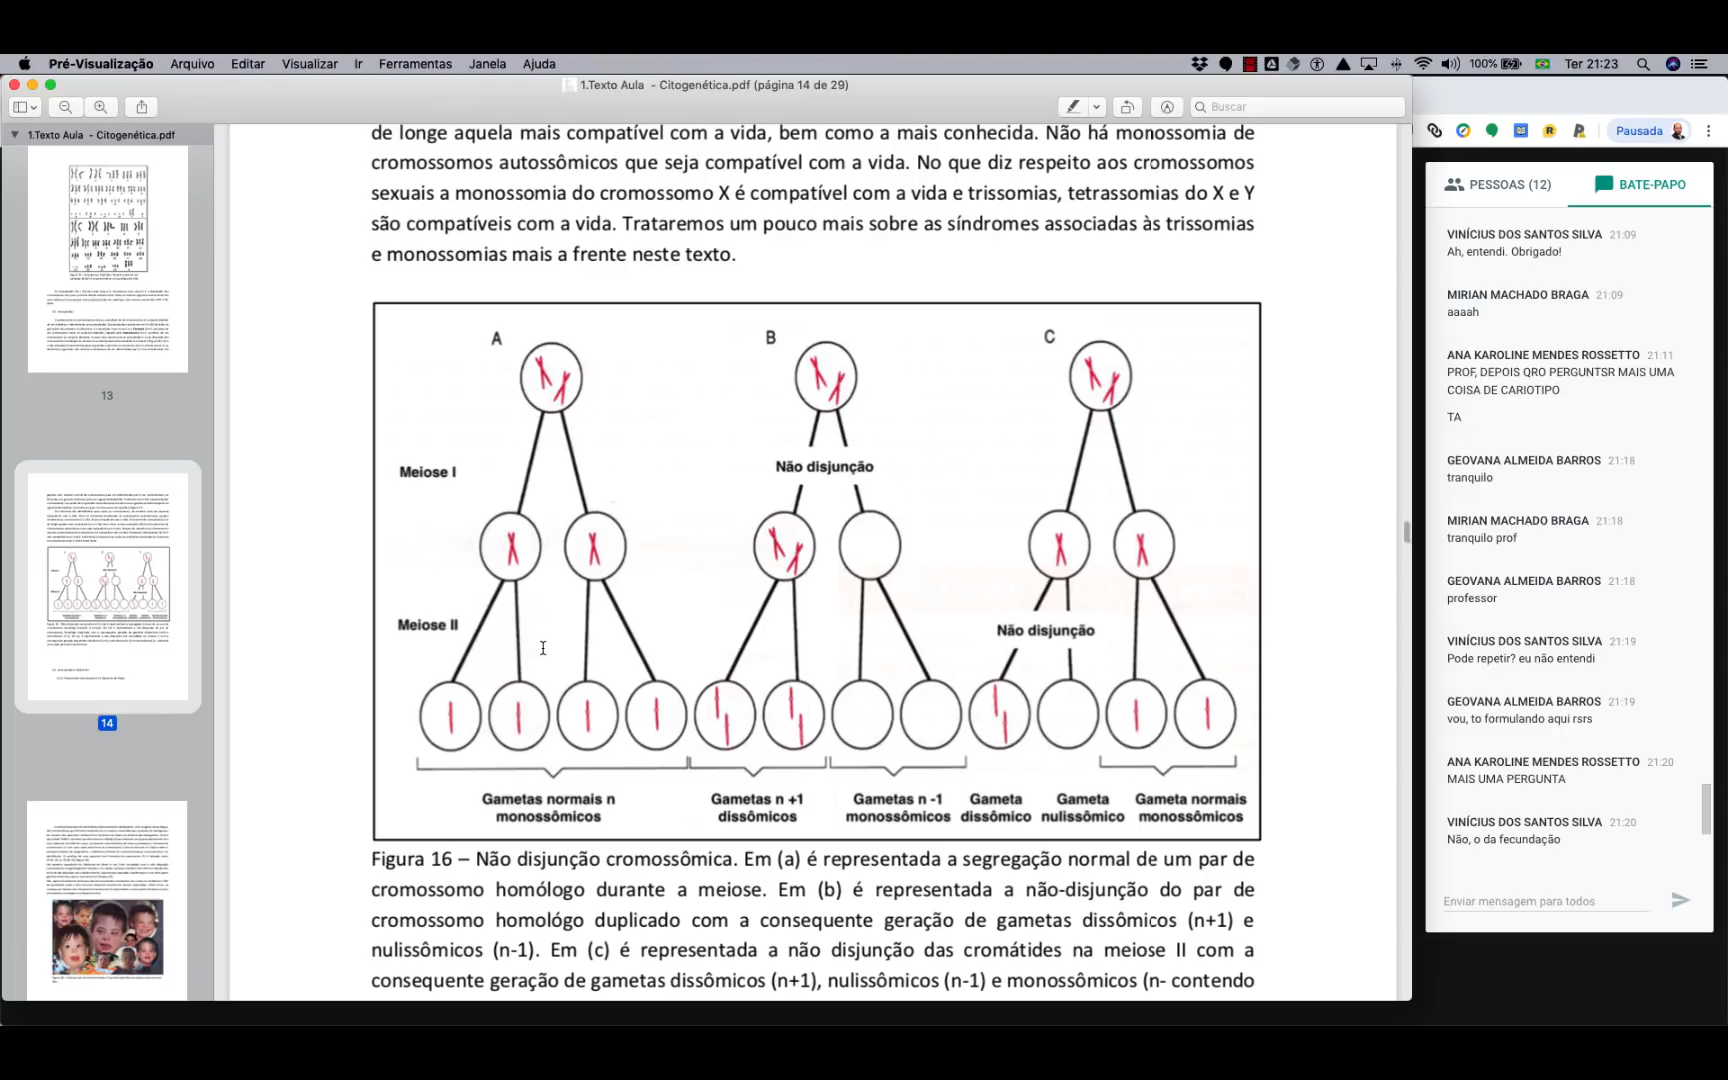 Pré-Visualização Arquivo Editar Visualizar Ir Ferramentas Janela Ajuda
100% Ter 21:23
1.Texto Aula - Citogenética.pdf (página 14 de 29)
Buscar
1.Texto Aula - Citogenética.pdf
13
14
de longe aquela mais compatível com a vida, bem como a mais conhecida. Não há monossomia de
cromossomos autossômicos que seja compatível com a vida. No que diz respeito aos cromossomos
sexuais a monossomia do cromossomo X é compatível com a vida e trissomias, tetrassomias do X e Y
são compatíveis com a vida. Trataremos um pouco mais sobre as síndromes associadas às trissomias
e monossomias mais a frente neste texto.
A B C
Meiose I
Não disjunção
Meiose II
Não disjunção
Gametas normais n
monossômicos
Gametas n +1
dissômicos
Gametas n -1
monossômicos
Gameta
dissômico
Gameta
nulissômico
Gameta normais
monossômicos
Figura 16 – Não disjunção cromossômica. Em (a) é representada a segregação normal de um par de
cromossomo homólogo durante a meiose. Em (b) é representada a não-disjunção do par de
cromossomo homológo duplicado com a consequente geração de gametas dissômicos (n+1) e
nulissômicos (n-1). Em (c) é representada a não disjunção das cromátides na meiose II com a
consequente geração de gametas dissômicos (n+1), nulissômicos (n-1) e monossômicos (n- contendo
Pausada
PESSOAS (12) BATE-PAPO
VINÍCIUS DOS SANTOS SILVA 21:09
Ah, entendi. Obrigado!
MIRIAN MACHADO BRAGA 21:09
aaaah
ANA KAROLINE MENDES ROSSETTO 21:11
PROF, DEPOIS QRO PERGUNTSR MAIS UMA
COISA DE CARIOTIPO
TA
GEOVANA ALMEIDA BARROS 21:18
tranquilo
MIRIAN MACHADO BRAGA 21:18
tranquilo prof
GEOVANA ALMEIDA BARROS 21:18
professor
VINÍCIUS DOS SANTOS SILVA 21:19
Pode repetir? eu não entendi
GEOVANA ALMEIDA BARROS 21:19
vou, to formulando aqui rsrs
ANA KAROLINE MENDES ROSSETTO 21:20
MAIS UMA PERGUNTA
VINÍCIUS DOS SANTOS SILVA 21:20
Não, o da fecundação
Enviar mensagem para todos